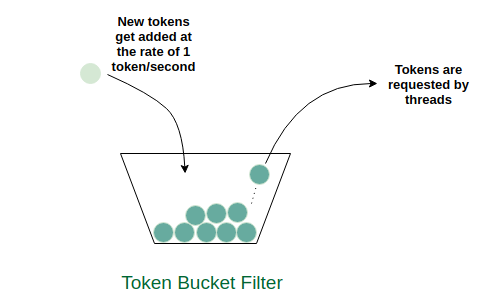 New tokens
get added at
the rate of 1
token/second
Tokens are
requested by
threads
Token Bucket Filter